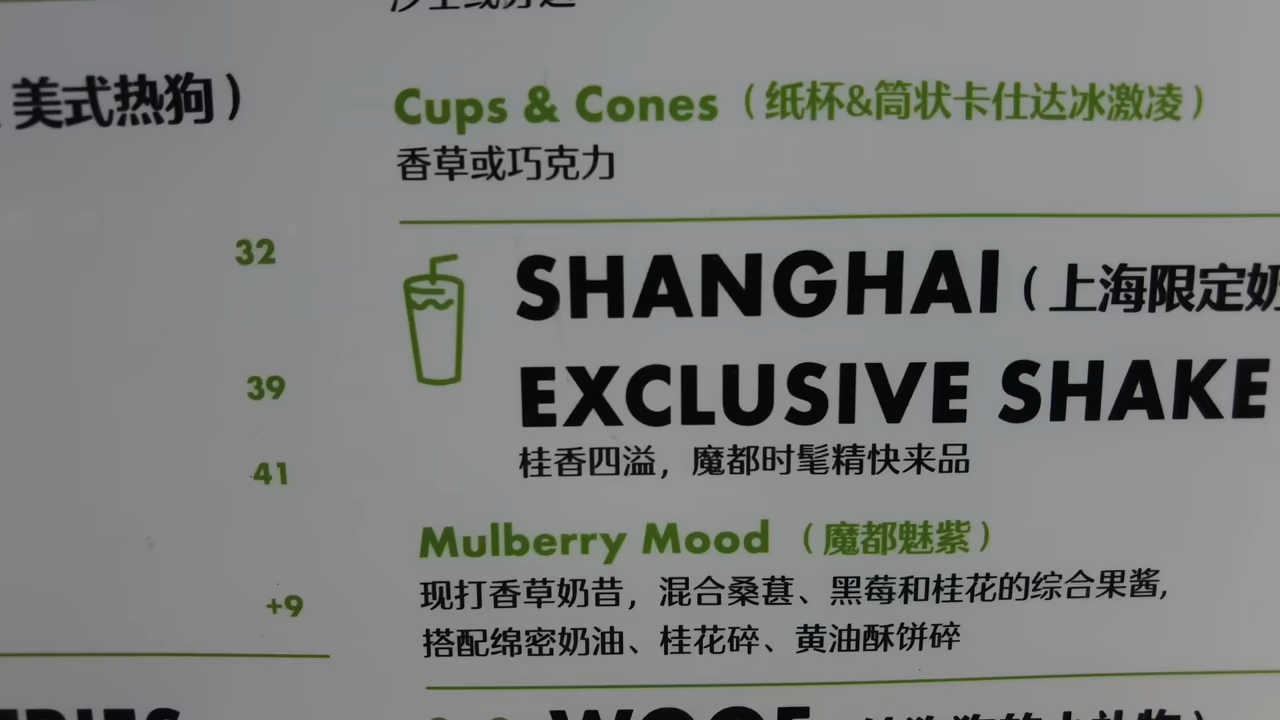 美式热狗）
32
39
41
+9
Cups & Cones（纸杯&筒状卡仕达冰激凌）
香草或巧克力
SHANGHAI（上海限定奶
EXCLUSIVE SHAKE
桂香四溢，魔都时髦精快来品
Mulberry Mood （魔都魅紫）
现打香草奶昔，混合桑葚、黑莓和桂花的综合果酱，
搭配绵密奶油、桂花碎、黄油酥饼碎